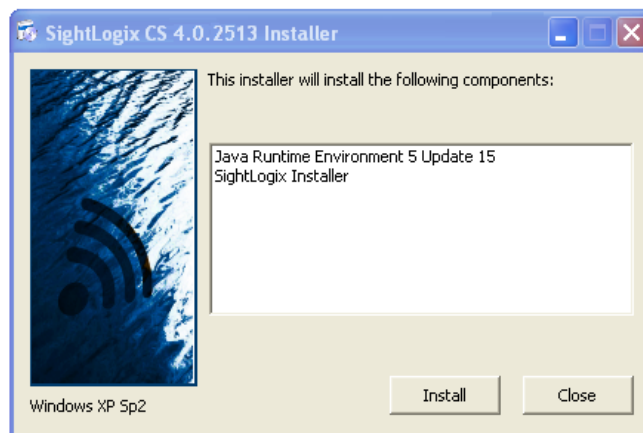 SightLogix CS 4.0.2513 Installer
This installer will install the following components:
Java Runtime Environment 5 Update 15
SightLogix Installer
Windows XP Sp2
Install
Close